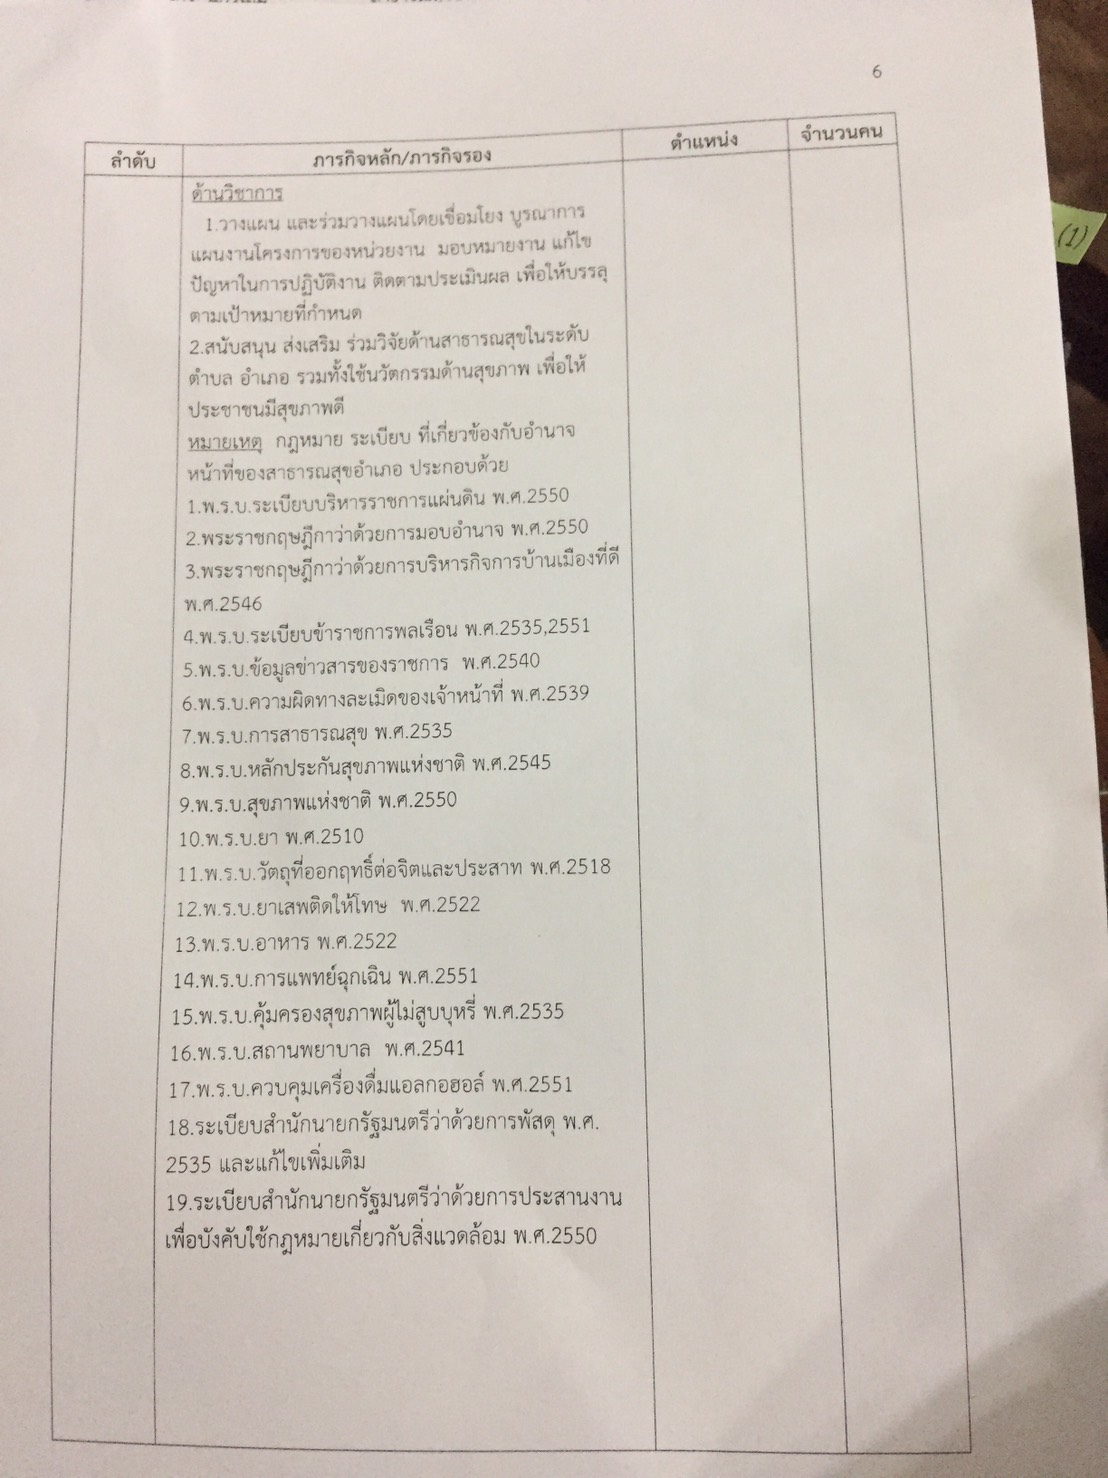 6
ลำดับ ภารกิจหลัก/ภารกิจรอง ตำแหน่ง จำนวนคน
ด้านวิชาการ
1.วางแผน และร่วมวางแผนโดยเชื่อมโยง บูรณาการ
แผนงานโครงการของหน่วยงาน มอบหมายงาน แก้ไข
ปัญหาในการปฏิบัติงาน ติดตามประเมินผล เพื่อให้บรรลุ
ตามเป้าหมายที่กำหนด
2.สนับสนุน ส่งเสริม ร่วมวิจัยด้านสาธารณสุขในระดับ
ตำบล อำเภอ รวมทั้งใช้นวัตกรรมด้านสุขภาพ เพื่อให้
ประชาชนมีสุขภาพดี
หมายเหตุ กฎหมาย ระเบียบ ที่เกี่ยวข้องกับอำนาจ
หน้าที่ของสาธารณสุขอำเภอ ประกอบด้วย
1.พ.ร.บ.ระเบียบบริหารราชการแผ่นดิน พ.ศ.2550
2.พระราชกฤษฎีกาว่าด้วยการมอบอำนาจ พ.ศ.2550
3.พระราชกฤษฎีกาว่าด้วยการบริหารกิจการบ้านเมืองที่ดี
พ.ศ.2546
4.พ.ร.บ.ระเบียบข้าราชการพลเรือน พ.ศ.2535,2551
5.พ.ร.บ.ข้อมูลข่าวสารของราชการ พ.ศ.2540
6.พ.ร.บ.ความผิดทางละเมิดของเจ้าหน้าที่ พ.ศ.2539
7.พ.ร.บ.การสาธารณสุข พ.ศ.2535
8.พ.ร.บ.หลักประกันสุขภาพแห่งชาติ พ.ศ.2545
9.พ.ร.บ.สุขภาพแห่งชาติ พ.ศ.2550
10.พ.ร.บ.ยา พ.ศ.2510
11.พ.ร.บ.วัตถุที่ออกฤทธิ์ต่อจิตและประสาท พ.ศ.2518
12.พ.ร.บ.ยาเสพติดให้โทษ พ.ศ.2522
13.พ.ร.บ.อาหาร พ.ศ.2522
14.พ.ร.บ.การแพทย์ฉุกเฉิน พ.ศ.2551
15.พ.ร.บ.คุ้มครองสุขภาพผู้ไม่สูบบุหรี่ พ.ศ.2535
16.พ.ร.บ.สถานพยาบาล พ.ศ.2541
17.พ.ร.บ.ควบคุมเครื่องดื่มแอลกอฮอล์ พ.ศ.2551
18.ระเบียบสำนักนายกรัฐมนตรีว่าด้วยการพัสดุ พ.ศ.
2535 และแก้ไขเพิ่มเติม
19.ระเบียบสำนักนายกรัฐมนตรีว่าด้วยการประสานงาน
เพื่อบังคับใช้กฎหมายเกี่ยวกับสิ่งแวดล้อม พ.ศ.2550
(1)